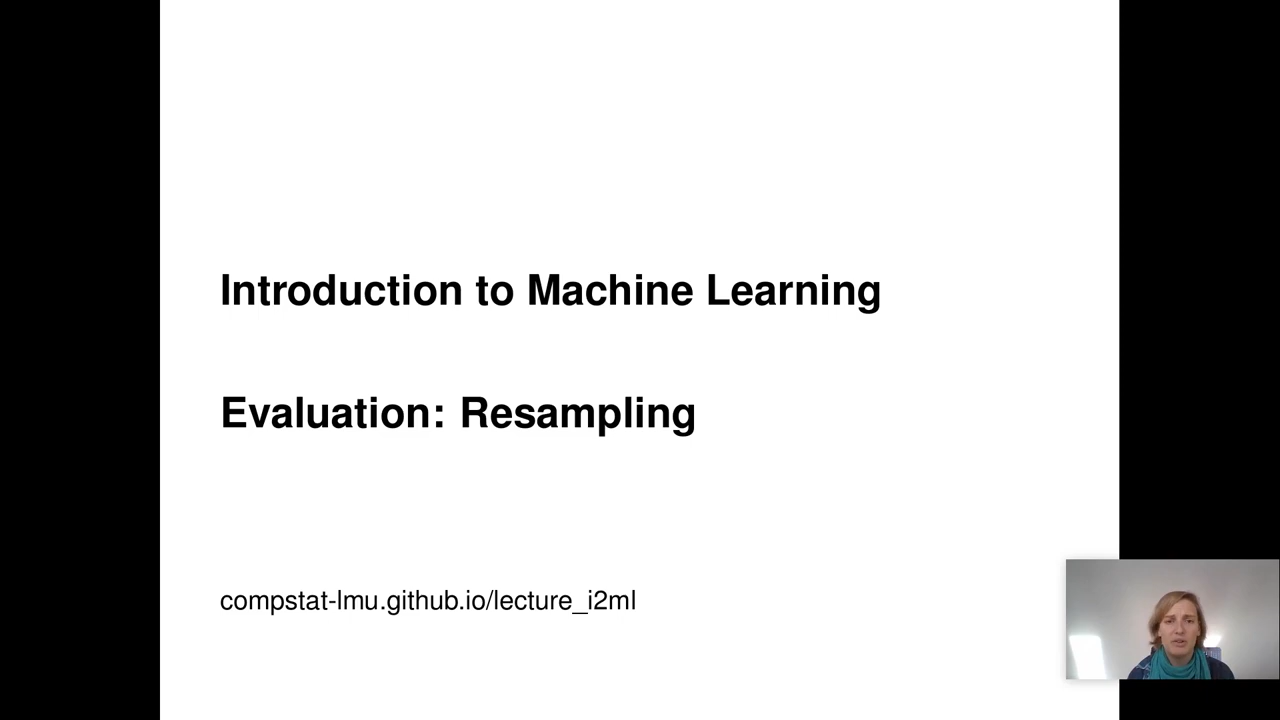 Introduction to Machine Learning
Evaluation: Resampling
compstat-lmu.github.io/lecture_i2ml